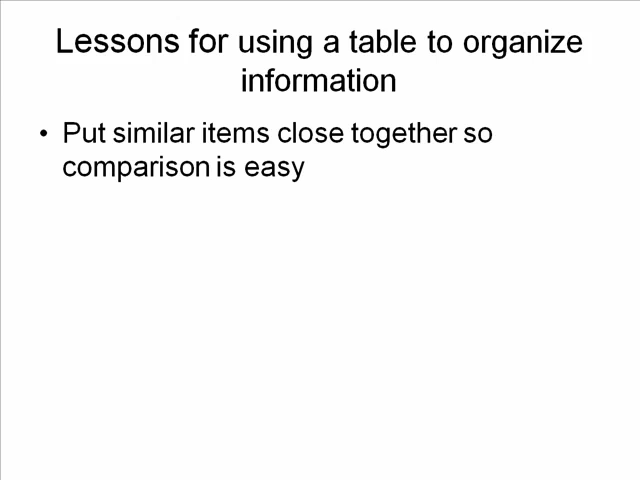 Lessons for using a table to organize
information
• Put similar items close together so
comparison is easy